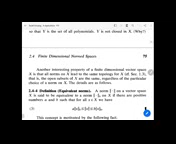 so that Y is the set of all polynomials. Y is not closed in X. (Why?)
2.4 Finite Dimensional Normed Spaces 75
Another interesting property of a finite dimensional vector space
X is that all norms on X lead to the same topology for X (cf. Sec. 1.3),
that is, the open subsets of X are the same, regardless of the particular
choice of a norm on X. The details are as follows.
2.4-4 Definition (Equivalent norms). A norm ‖·‖ on a vector space
X is said to be equivalent to a norm ‖·‖₀ on X if there are positive
numbers a and b such that for all x ∈ X we have
This concept is motivated by the following fact.